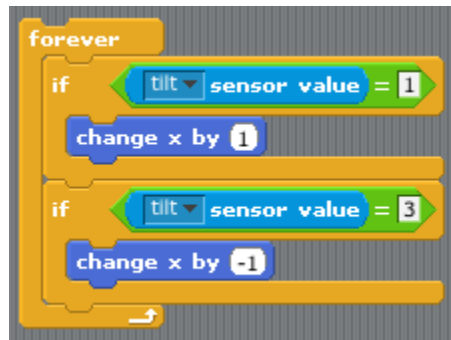 forever
if tilt sensor value = 1
change x by 1
if tilt sensor value = 3
change x by -1